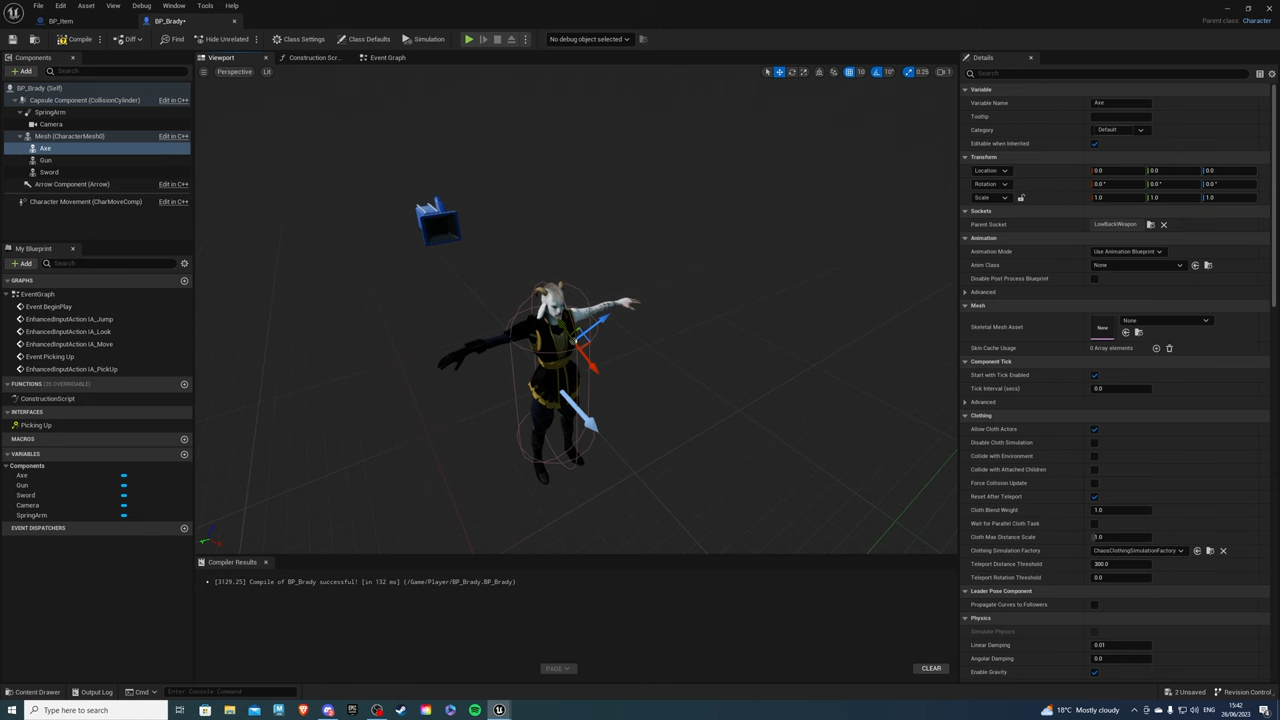 File Edit Asset View Debug Window Tools Help
Parent class: Character
BP_Item
BP_Brady*
Compile Diff Find Hide Unrelated Class Settings Class Defaults Simulation No debug object selected
Components
Add Search
BP_Brady (Self)
Capsule Component (CollisionCylinder) Edit in C++
SpringArm
Camera
Mesh (CharacterMesh0) Edit in C++
Axe
Gun
Sword
Arrow Component (Arrow) Edit in C++
Character Movement (CharMoveComp) Edit in C++
My Blueprint
Add Search
GRAPHS
EventGraph
Event BeginPlay
EnhancedInputAction IA_Jump
EnhancedInputAction IA_Look
EnhancedInputAction IA_Move
Event Picking Up
EnhancedInputAction IA_PickUp
FUNCTIONS (25 OVERRIDABLE)
ConstructionScript
INTERFACES
Picking Up
MACROS
VARIABLES
Components
Axe
Gun
Sword
Camera
SpringArm
EVENT DISPATCHERS
Viewport Construction Scr... Event Graph
Perspective Lit
10 10° 0.25 1
Compiler Results
[3129.25] Compile of BP_Brady successful! [in 132 ms] (/Game/Player/BP_Brady.BP_Brady)
PAGE
CLEAR
Details
Search
Variable
Variable Name Axe
Tooltip
Category Default
Editable when Inherited
Transform
Location 0.0 0.0 0.0
Rotation 0.0 ° 0.0 ° 0.0 °
Scale 1.0 1.0 1.0
Sockets
Parent Socket LowBackWeapon
Animation
Animation Mode Use Animation Blueprint
Anim Class None
Disable Post Process Blueprint
Advanced
Mesh
Skeletal Mesh Asset None None
Skin Cache Usage 0 Array elements
Component Tick
Start with Tick Enabled
Tick Interval (secs) 0.0
Advanced
Clothing
Allow Cloth Actors
Disable Cloth Simulation
Collide with Environment
Collide with Attached Children
Force Collision Update
Reset After Teleport
Cloth Blend Weight 1.0
Wait for Parallel Cloth Task
Cloth Max Distance Scale 1.0
Clothing Simulation Factory ChaosClothingSimulationFactory
Teleport Distance Threshold 300.0
Teleport Rotation Threshold 0.0
Leader Pose Component
Propagate Curves to Followers
Physics
Simulate Physics
Linear Damping 0.01
Angular Damping 0.0
Enable Gravity
Content Drawer Output Log Cmd Enter Console Command
2 Unsaved Revision Control
Type here to search
18°C Mostly cloudy ENG 15:42
26/06/2023